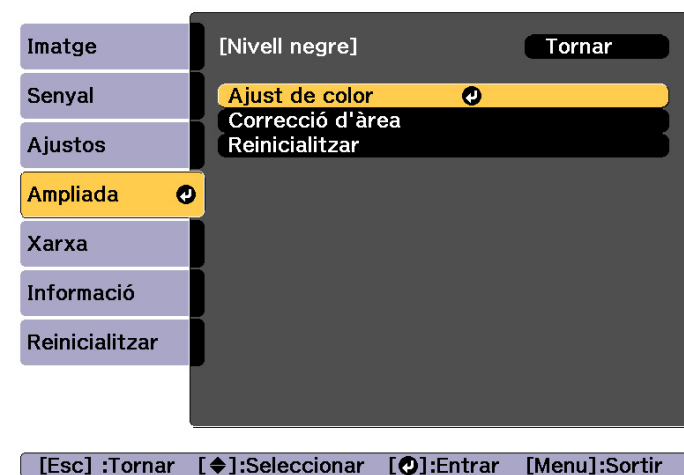 Imatge
Senyal
Ajustos
Ampliada
Xarxa
Informació
Reinicialitzar
[Nivell negre] Tornar
Ajust de color
Correcció d'àrea
Reinicialitzar
[Esc] :Tornar [◆]:Seleccionar [↵]:Entrar [Menu]:Sortir